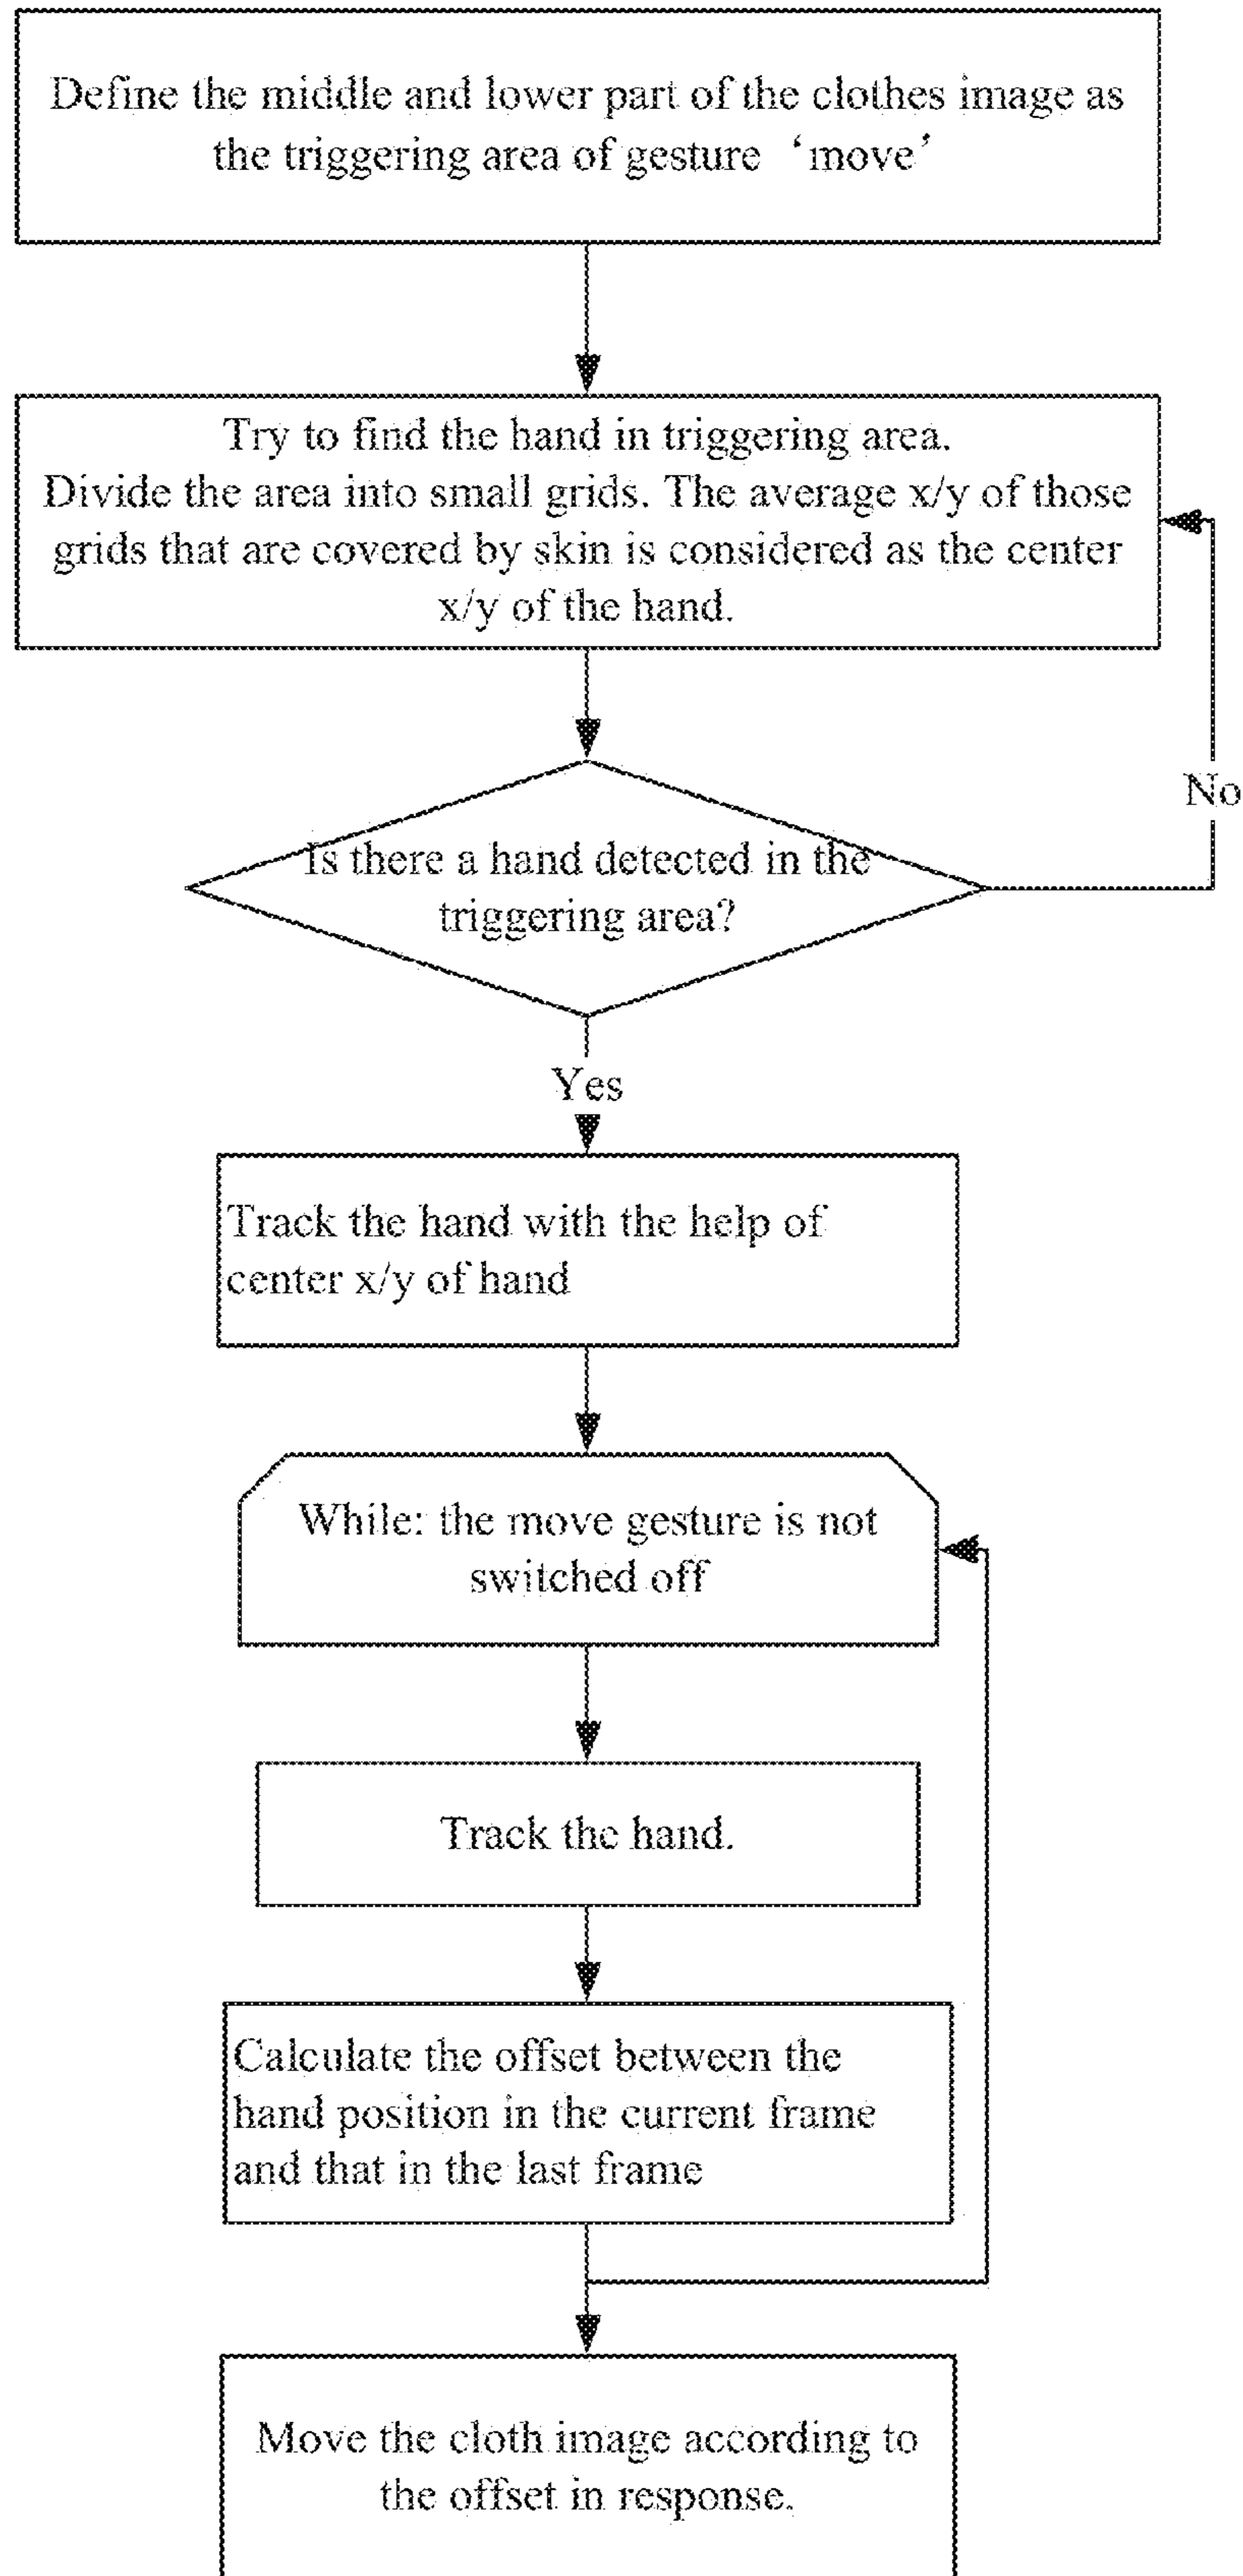 Define the middle and lower part of the clothes image as
the triggering area of gesture ‘move’
Try to find the hand in triggering area.
Divide the area into small grids. The average x/y of those
grids that are covered by skin is considered as the center
x/y of the hand.
No
Is there a hand detected in the
triggering area?
Yes
Track the hand with the help of
center x/y of hand
While: the move gesture is not
switched off
Track the hand.
Calculate the offset between the
hand position in the current frame
and that in the last frame
Move the cloth image according to
the offset in response.